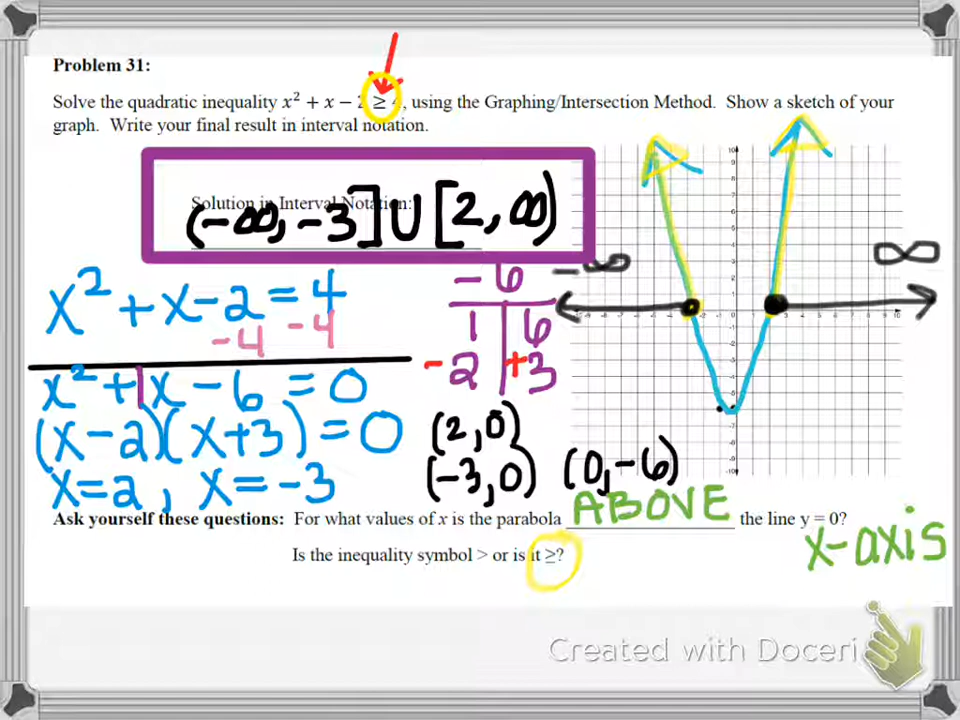 Problem 31:
Solve the quadratic inequality x² + x − 2 ≥ 4, using the Graphing/Intersection Method. Show a sketch of your
graph. Write your final result in interval notation.
Solution in Interval Notation:
(-∞, -3] U [2, ∞)
-∞
∞
x² + x - 2 = 4
-4 -4
x² + 1x - 6 = 0
(x - 2)(x + 3) = 0
x = 2, x = -3
- 6
1 6
- 2 + 3
(2, 0)
(-3, 0) (0, -6)
Ask yourself these questions: For what values of x is the parabola ABOVE the line y = 0?
x-axis
Is the inequality symbol > or is it ≥?
Created with Doceri